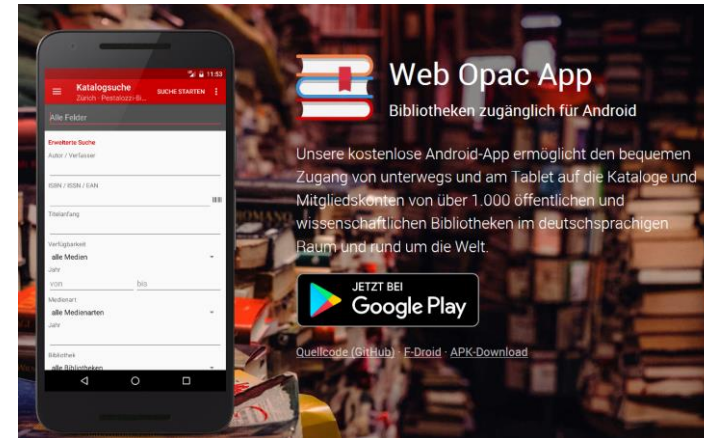 11:53
Katalogsuche
Zürich - Pestalozzi-Bi...
SUCHE STARTEN
Alle Felder
Erweiterte Suche
Autor / Verfasser
ISBN / ISSN / EAN
Titelanfang
Verfügbarkeit
alle Medien
Jahr
von bis
Medienart
alle Medienarten
Jahr
Bibliothek
alle Bibliotheken
Web Opac App
Bibliotheken zugänglich für Android
Unsere kostenlose Android-App ermöglicht den bequemen
Zugang von unterwegs und am Tablet auf die Kataloge und
Mitgliedskonten von über 1.000 öffentlichen und
wissenschaftlichen Bibliotheken im deutschsprachigen
Raum und rund um die Welt.
JETZT BEI
Google Play
Quellcode (GitHub) · F-Droid · APK-Download